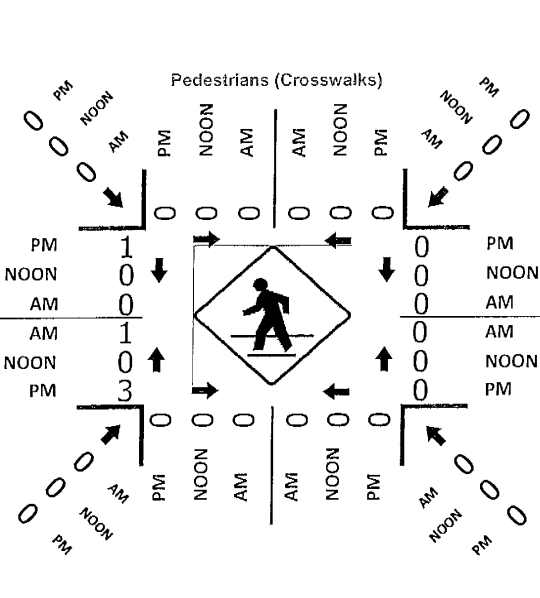 Pedestrians (Crosswalks)
PM NOON AM PM NOON AM AM NOON PM AM NOON PM
0 0 0 0 0 0
0 0 0 0 0 0
PM 1 0 PM
NOON 0 0 NOON
AM 0 0 AM
AM 1 0 AM
NOON 0 0 NOON
PM 3 0 PM
0 0 0 0 0 0
0 0 0 0 0 0
PM NOON AM PM NOON AM AM NOON PM AM NOON PM